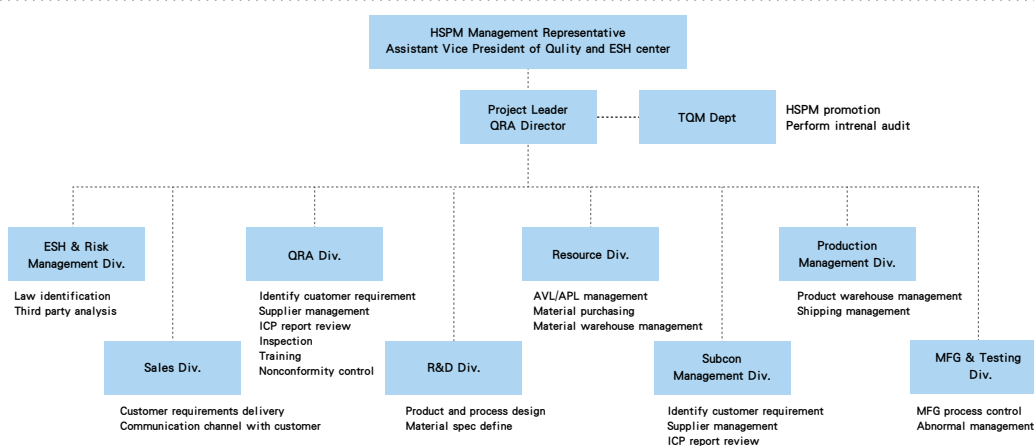 HSPM Management Representative
Assistant Vice President of Qulity and ESH center
Project Leader
QRA Director
TQM Dept
HSPM promotion
Perform intrenal audit
ESH & Risk
Management Div.
Law identification
Third party analysis
Sales Div.
Customer requirements delivery
Communication channel with customer
QRA Div.
Identify cuatomer requirement
Supplier management
ICP report review
Inspection
Training
Nonconformity control
R&D Div.
Product and process design
Material spec define
Resource Div.
AVL/APL management
Material purchasing
Material warehouse management
Subcon
Management Div.
Identify customer requirement
Supplier management
ICP report review
Production
Management Div.
Product warehouse management
Shipping management
MFG & Testing
Div.
MFG process control
Abnormal management